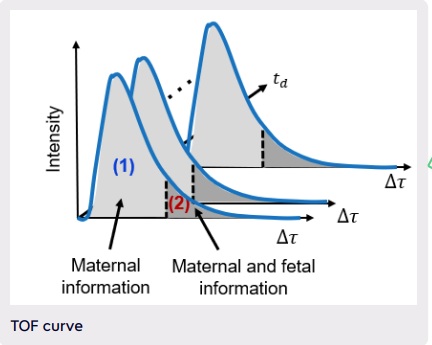 Intensity
t_d
(1)
(2)
Δτ
Δτ
Δτ
Maternal
information
Maternal and fetal
information
TOF curve